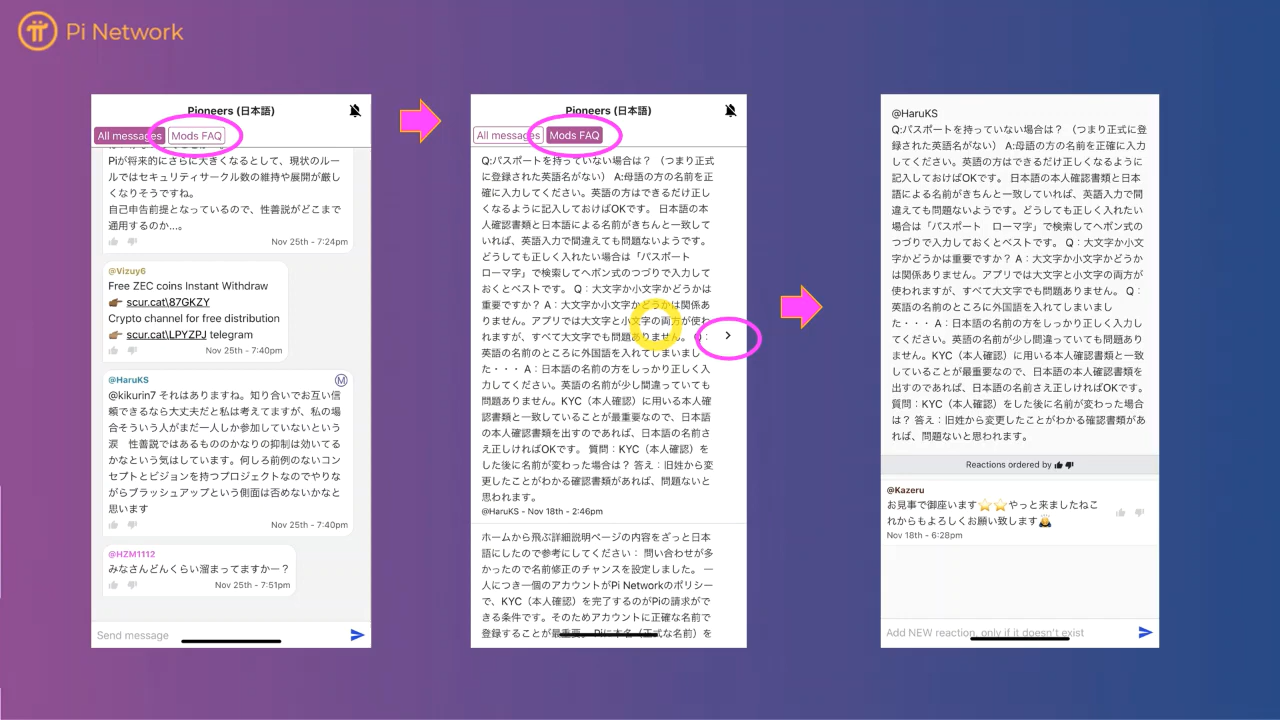 Pi Network
Pioneers (日本語)
All messages
Mods FAQ
Piが将来的にさらに大きくなるとして、現状のルー
ルではセキュリティサークル数の維持や展開が厳し
くなりそうですね。
自己申告前提となっているので、性善説がどこまで
通用するのか…。
Nov 25th - 7:24pm
@Vizuy6
Free ZEC coins Instant Withdraw
scur.cat\87GKZY
Crypto channel for free distribution
scur.cat\LPYZPJ telegram
Nov 25th - 7:40pm
@HaruKS
M
@kikurin7 それはありますね。知り合いでお互い信
頼できるなら大丈夫だと私は考えてますが、私の場
合そういう人がまだ一人しか参加していないという
涙　性善説ではあるもののかなりの抑制は効いてる
かなという気はしています。何しろ前例のないコン
セプトとビジョンを持つプロジェクトなのでやりな
がらブラッシュアップという側面は否めないかなと
思います
Nov 25th - 7:40pm
@HZM1112
みなさんどんくらい溜まってますかー？
Nov 25th - 7:51pm
Send message
Pioneers (日本語)
All messages
Mods FAQ
Q:パスポートを持っていない場合は？ （つまり正式
に登録された英語名がない） A:母語の方の名前を正
確に入力してください。英語の方はできるだけ正し
くなるように記入しておけばOKです。 日本語の本
人確認書類と日本語による名前がきちんと一致して
いれば、英語入力で間違えても問題ないようです。
どうしても正しく入れたい場合は「パスポート
ローマ字」で検索してヘボン式のつづりで入力して
おくとベストです。 Q：大文字か小文字かどうかは
重要ですか？ A：大文字か小文字かどうかは関係あ
りません。アプリでは大文字と小文字の両方が使わ
れますが、すべて大文字でも問題ありません。 Q：
英語の名前のところに外国語を入れてしまいまし
た・・・ A：日本語の名前の方をしっかり正しく入
力してください。英語の名前が少し間違っていても
問題ありません。KYC（本人確認）に用いる本人確
認書類と一致していることが最重要なので、日本語
の本人確認書類を出すのであれば、日本語の名前さ
え正しければOKです。 質問：KYC（本人確認）を
した後に名前が変わった場合は？ 答え：旧姓から変
更したことがわかる確認書類があれば、問題ないと
思われます。
@HaruKS - Nov 18th - 2:46pm
ホームから飛ぶ詳細説明ページの内容をざっと日本
語にしたので参考にしてください： 問い合わせが多
かったので名前修正のチャンスを設定しました。 一
人につき一個のアカウントがPi Networkのポリシー
で、KYC（本人確認）を完了するのがPiの請求がで
きる条件です。そのためアカウントに正確な名前で
登録することが最重要。 Piに本名（正式な名前）を
@HaruKS
Q:パスポートを持っていない場合は？ （つまり正式に登
録された英語名がない） A:母語の方の名前を正確に入力
してください。英語の方はできるだけ正しくなるように
記入しておけばOKです。 日本語の本人確認書類と日本
語による名前がきちんと一致していれば、英語入力で間
違えても問題ないようです。どうしても正しく入れたい
場合は「パスポート　ローマ字」で検索してヘボン式の
つづりで入力しておくとベストです。 Q：大文字か小文
字かどうかは重要ですか？ A：大文字か小文字かどうか
は関係ありません。アプリでは大文字と小文字の両方が
使われますが、すべて大文字でも問題ありません。 Q：
英語の名前のところに外国語を入れてしまいまし
た・・・ A：日本語の名前の方をしっかり正しく入力し
てください。英語の名前が少し間違っていても問題あり
ません。KYC（本人確認）に用いる本人確認書類と一致
していることが最重要なので、日本語の本人確認書類を
出すのであれば、日本語の名前さえ正しければOKです。
質問：KYC（本人確認）をした後に名前が変わった場合
は？ 答え：旧姓から変更したことがわかる確認書類があ
れば、問題ないと思われます。
Reactions ordered by
@Kazeru
お見事で御座います⭐⭐やっと来ましたねこ
れからもよろしくお願い致します🙇
Nov 18th - 6:28pm
Add NEW reaction, only if it doesn't exist